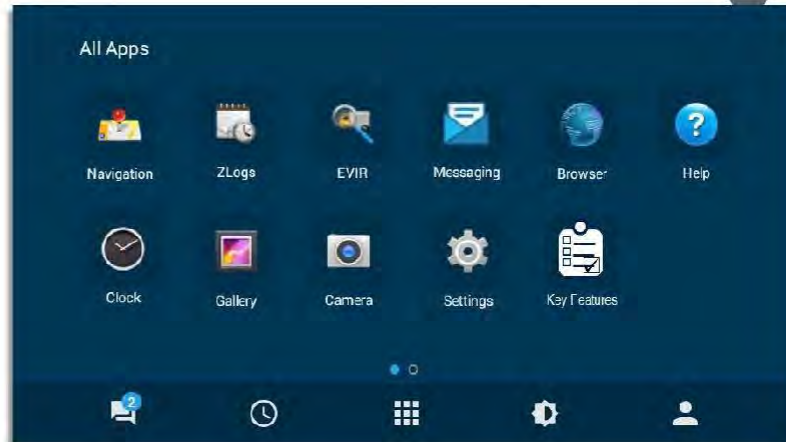 All Apps
Navigation ZLogs EVIR Messaging Browser Help
?
Clock Gallery Camera Settings Key Features
2